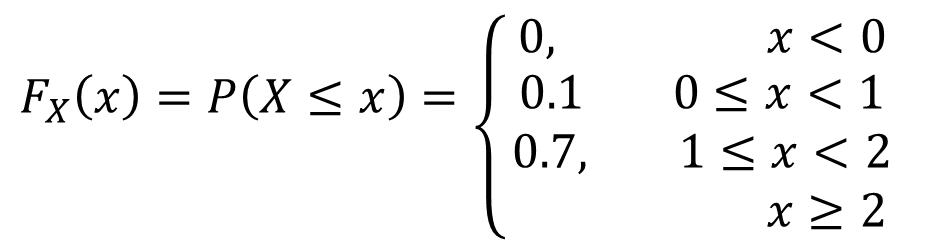 0, x < 0
F_X(x) = P(X ≤ x) = { 0.1 0 ≤ x < 1
0.7, 1 ≤ x < 2
x ≥ 2